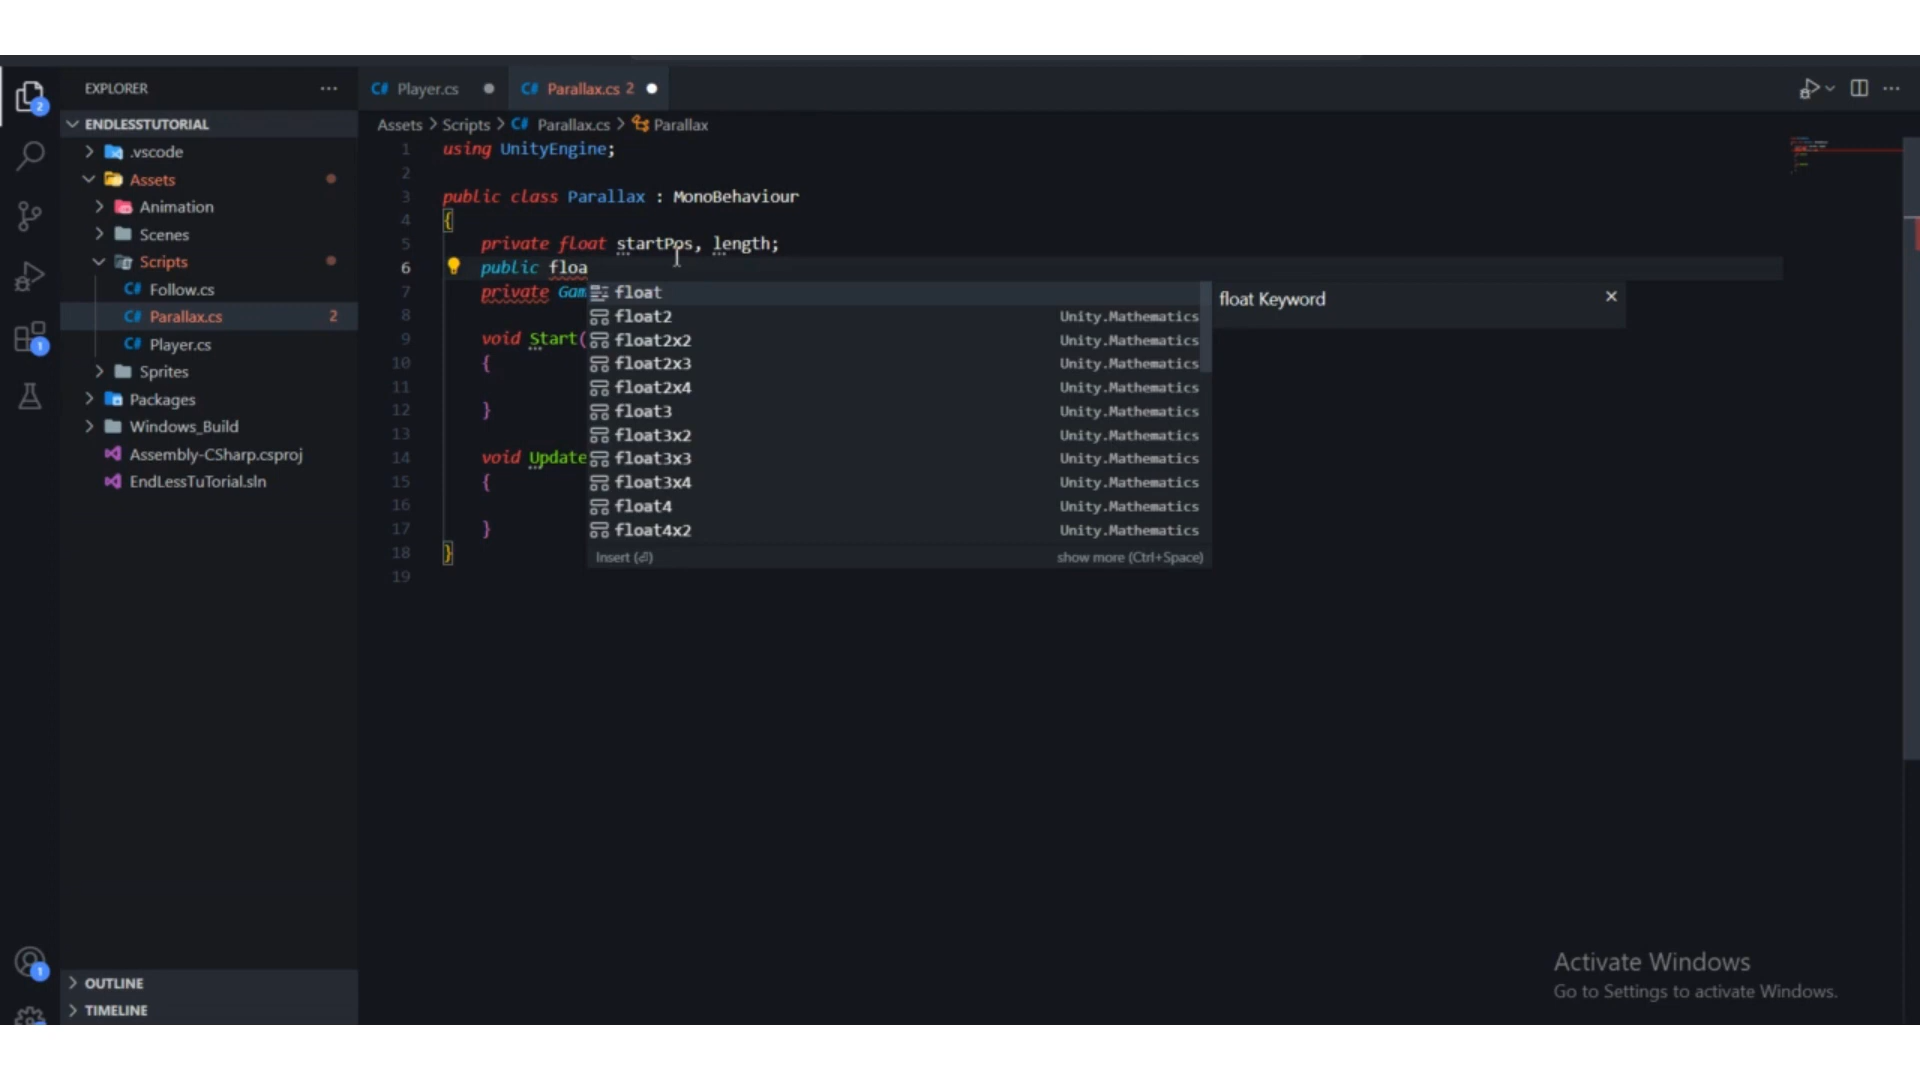 EXPLORER
ENDLESSTUTORIAL
.vscode
Assets
Animation
Scenes
Scripts
C# Follow.cs
C# Parallax.cs 2
C# Player.cs
Sprites
Packages
Windows_Build
Assembly-CSharp.csproj
EndLessTuTorial.sln
OUTLINE
TIMELINE
2
1
1
C# Player.cs
C# Parallax.cs 2
Assets > Scripts > C# Parallax.cs > Parallax
1 using UnityEngine;
2
3 public class Parallax : MonoBehaviour
4 {
5 private float startPos, length;
6 public floa
7 private Gam
8
9 void Start(
10 {
11
12 }
13
14 void Update
15 {
16
17 }
18 }
19
float
float2 Unity.Mathematics
float2x2 Unity.Mathematics
float2x3 Unity.Mathematics
float2x4 Unity.Mathematics
float3 Unity.Mathematics
float3x2 Unity.Mathematics
float3x3 Unity.Mathematics
float3x4 Unity.Mathematics
float4 Unity.Mathematics
float4x2 Unity.Mathematics
Insert (⏎) show more (Ctrl+Space)
float Keyword
Activate Windows
Go to Settings to activate Windows.